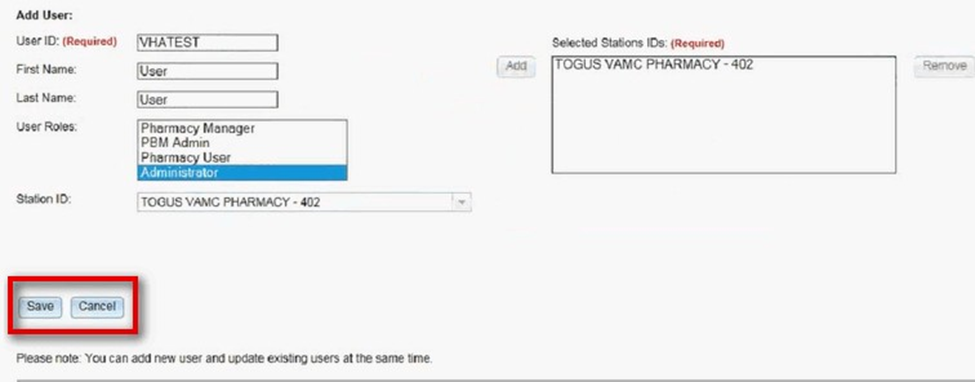 Add User:
User ID: (Required) VHATEST
Selected Stations IDs: (Required)
First Name: User
Add
TOGUS VAMC PHARMACY - 402
Remove
Last Name: User
User Roles:
Pharmacy Manager
PBM Admin
Pharmacy User
Administrator
Station ID: TOGUS VAMC PHARMACY - 402
Save Cancel
Please note: You can add new user and update existing users at the same time.